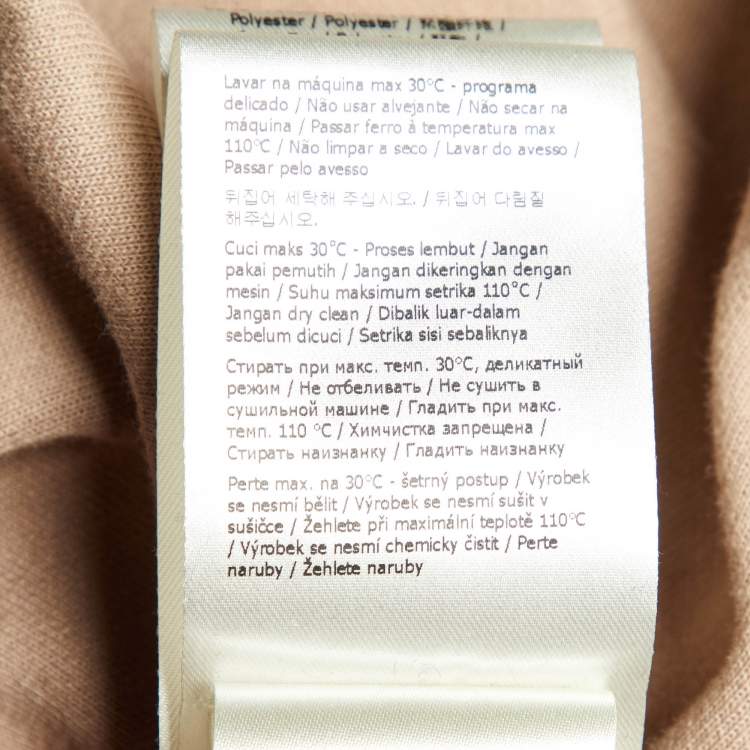 Polyester / Polyester /
Lavar na máquina max 30°C - programa
delicado / Não usar alvejante / Não secar na
máquina / Passar ferro à temperatura max
110°C / Não limpar a seco / Lavar do avesso /
Passar pelo avesso
뒤집어 세탁해 주십시오. / 뒤집어 다림질
해주십시오.
Cuci maks 30°C - Proses lembut / Jangan
pakai pemutih / Jangan dikeringkan dengan
mesin / Suhu maksimum setrika 110°C /
Jangan dry clean / Dibalik luar-dalam
sebelum dicuci / Setrika sisi sebaliknya
Стирать при макс. темп. 30°C, деликатный
режим / Не отбеливать / Не сушить в
сушильной машине / Гладить при макс.
темп. 110 °C / Химчистка запрещена /
Стирать наизнанку / Гладить наизнанку
Perte max. na 30°C - šetrný postup / Výrobek
se nesmí bělit / Výrobek se nesmí sušit v
sušičce / Žehlete při maximální teplotě 110°C
/ Výrobek se nesmí chemicky čistit / Perte
naruby / Žehlete naruby